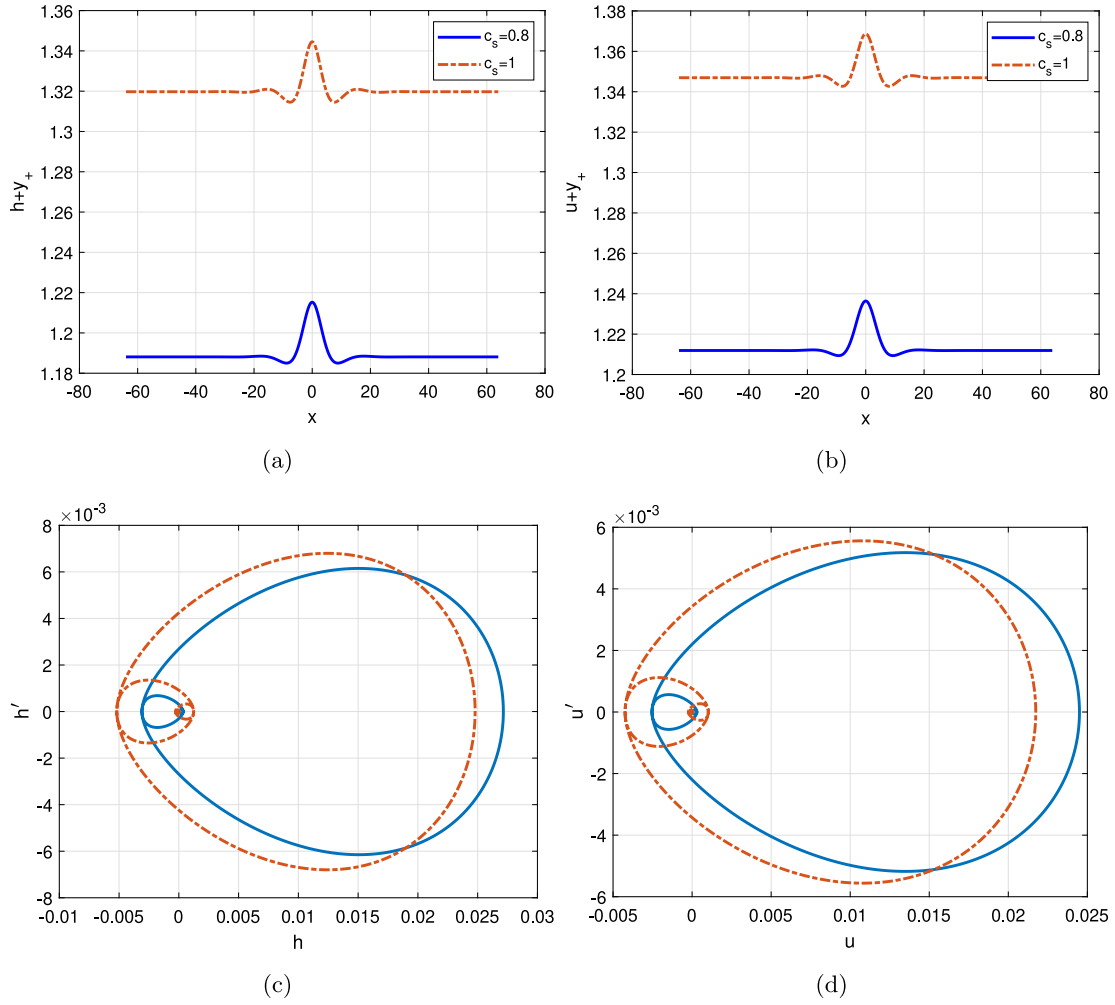 1.36
1.34
1.32
1.3
1.28
1.26
1.24
1.22
1.2
1.18
h+y₊
-80 -60 -40 -20 0 20 40 60 80
x
cₛ=0.8
cₛ=1
(a)
1.38
1.36
1.34
1.32
1.3
1.28
1.26
1.24
1.22
1.2
u+y₊
-80 -60 -40 -20 0 20 40 60 80
x
cₛ=0.8
cₛ=1
(b)
×10⁻³
8
6
4
2
0
-2
-4
-6
-8
h'
-0.01 -0.005 0 0.005 0.01 0.015 0.02 0.025 0.03
h
(c)
×10⁻³
6
4
2
0
-2
-4
-6
u'
-0.005 0 0.005 0.01 0.015 0.02 0.025
u
(d)